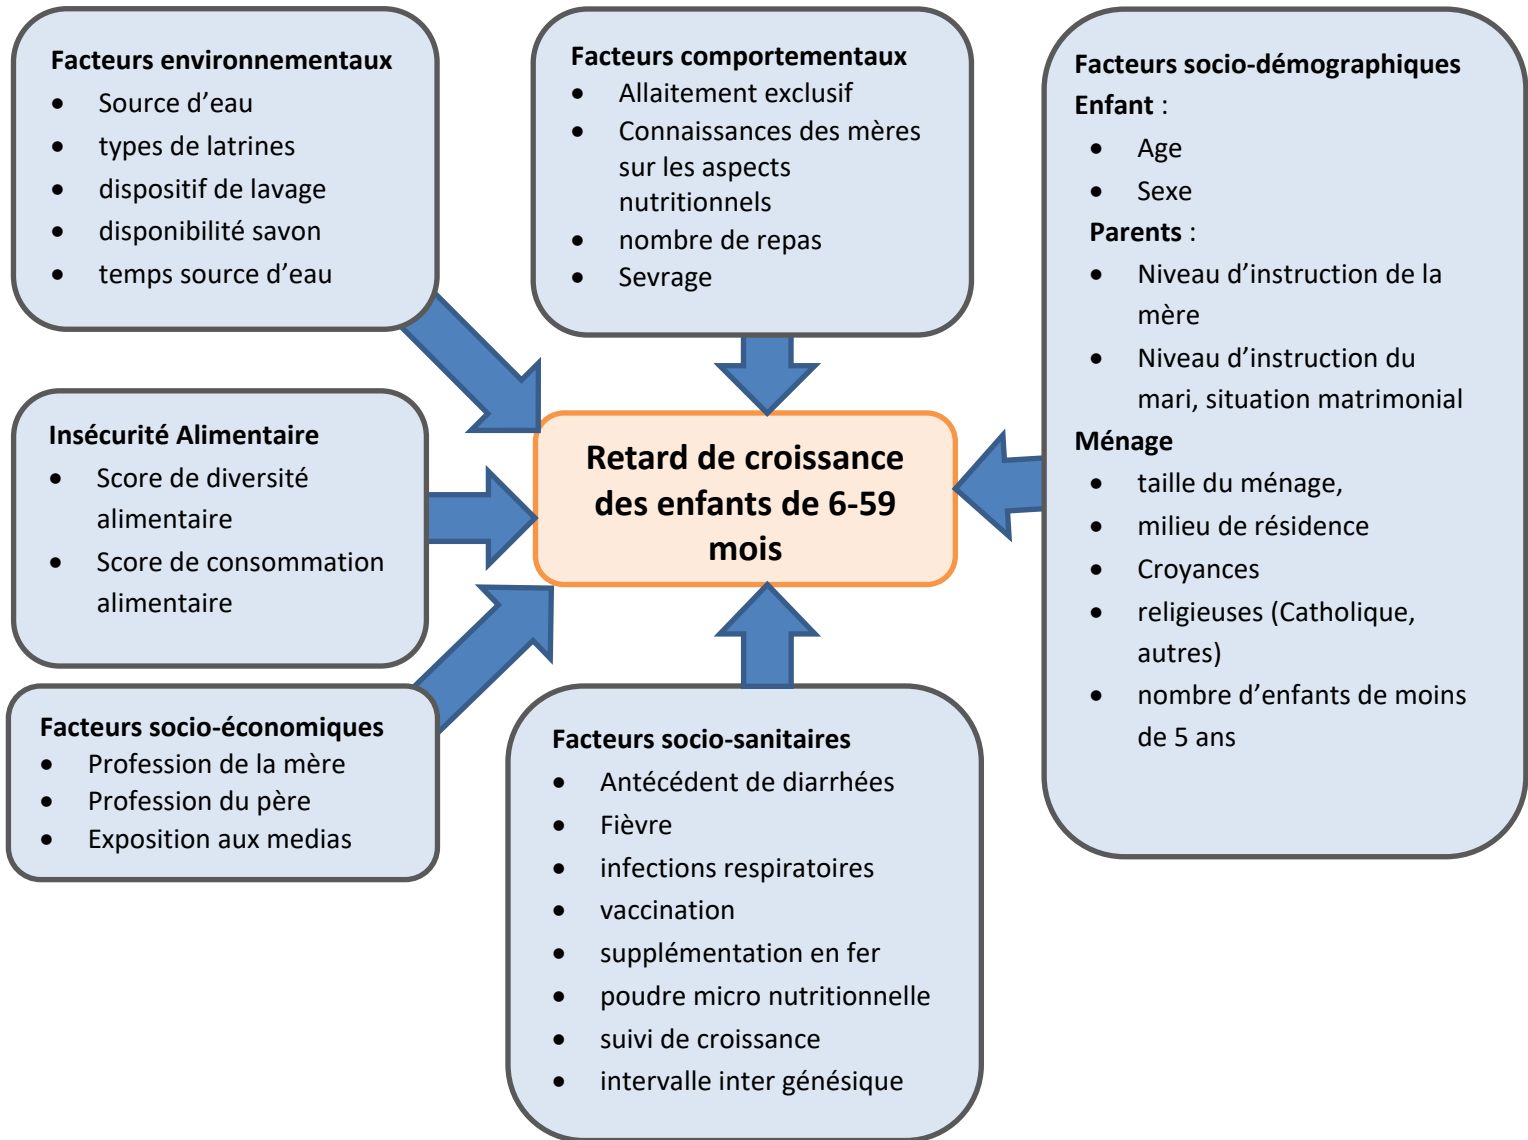 Facteurs environnementaux
• Source d’eau
• types de latrines
• dispositif de lavage
• disponibilité savon
• temps source d’eau
Facteurs comportementaux
• Allaitement exclusif
• Connaissances des mères
sur les aspects
nutritionnels
• nombre de repas
• Sevrage
Facteurs socio-démographiques
Enfant :
• Age
• Sexe
Parents :
• Niveau d’instruction de la
mère
• Niveau d’instruction du
mari, situation matrimonial
Ménage
• taille du ménage,
• milieu de résidence
• Croyances
• religieuses (Catholique,
autres)
• nombre d’enfants de moins
de 5 ans
Insécurité Alimentaire
• Score de diversité
alimentaire
• Score de consommation
alimentaire
Retard de croissance
des enfants de 6-59
mois
Facteurs socio-économiques
• Profession de la mère
• Profession du père
• Exposition aux medias
Facteurs socio-sanitaires
• Antécédent de diarrhées
• Fièvre
• infections respiratoires
• vaccination
• supplémentation en fer
• poudre micro nutritionnelle
• suivi de croissance
• intervalle inter génésique